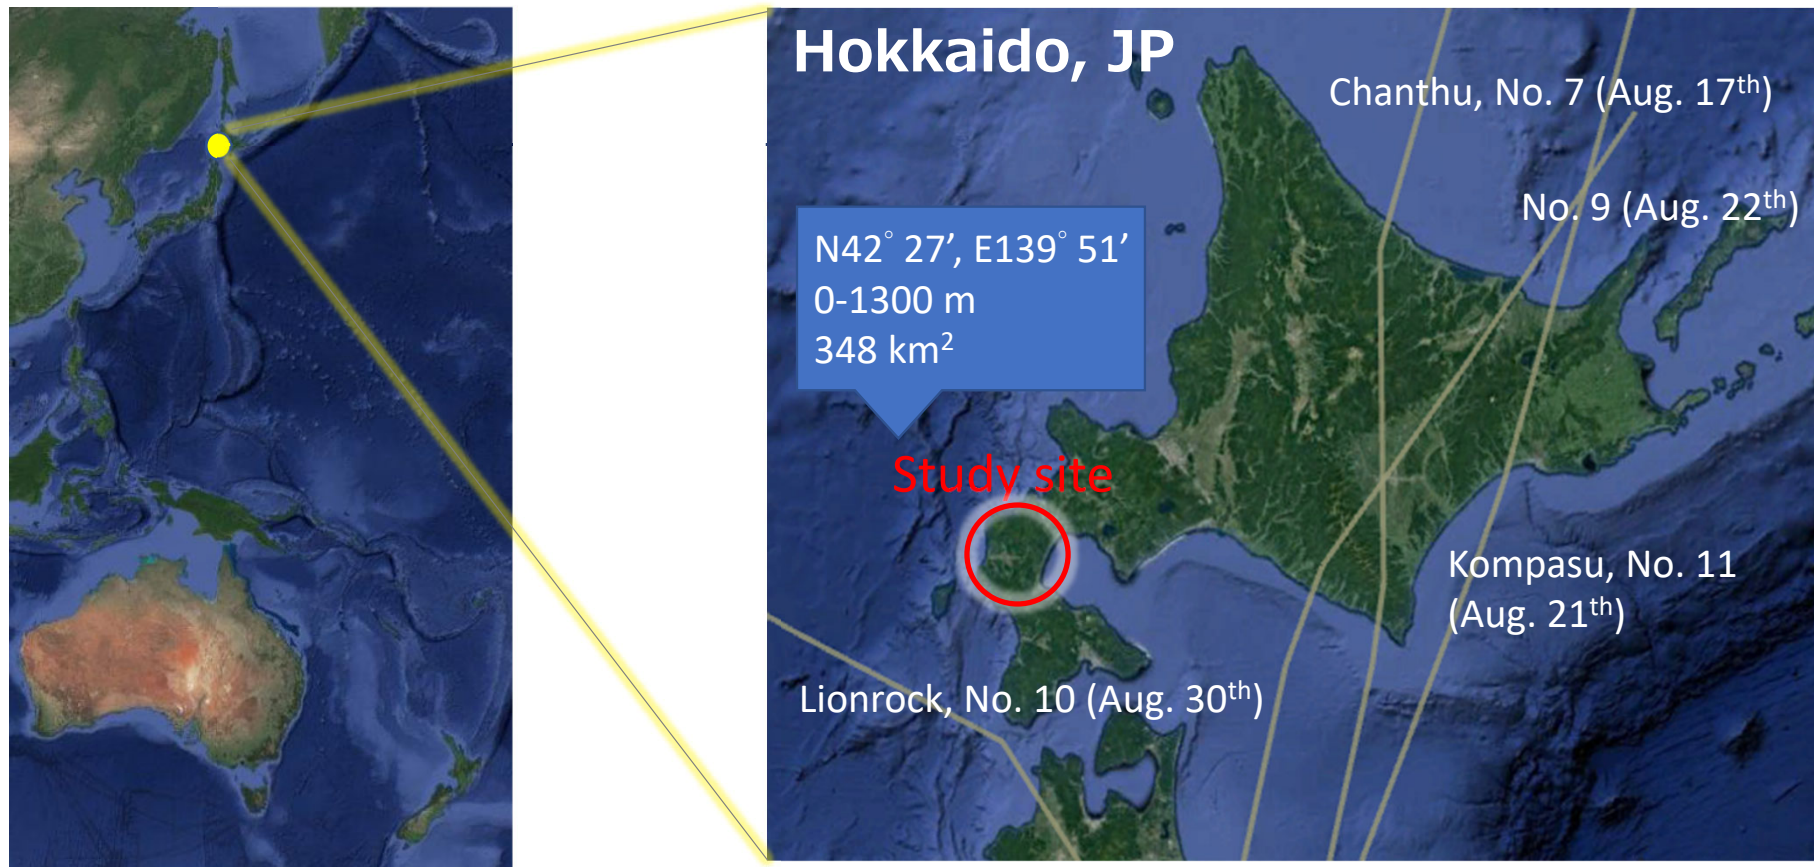 Hokkaido, JP
Chanthu, No. 7 (Aug. 17th)
No. 9 (Aug. 22th)
N42° 27’, E139° 51’
0-1300 m
348 km²
Study site
Kompasu, No. 11
(Aug. 21th)
Lionrock, No. 10 (Aug. 30th)